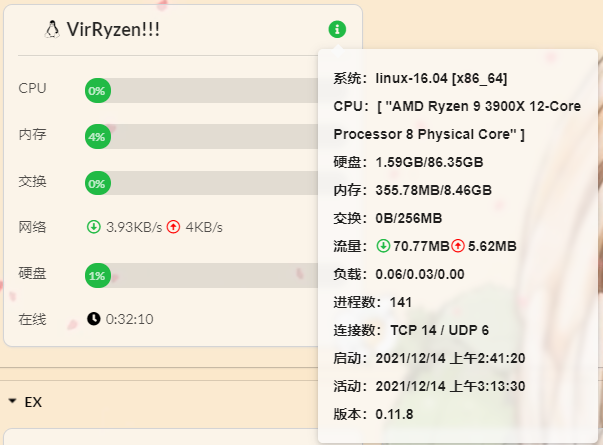 VirRyzen!!!
CPU
0%
内存
4%
交换
0%
网络
3.93KB/s 4KB/s
硬盘
1%
在线
0:32:10
EX
系统：linux-16.04 [x86_64]
CPU：[ "AMD Ryzen 9 3900X 12-Core
Processor 8 Physical Core" ]
硬盘：1.59GB/86.35GB
内存：355.78MB/8.46GB
交换：0B/256MB
流量：70.77MB 5.62MB
负载：0.06/0.03/0.00
进程数：141
连接数：TCP 14 / UDP 6
启动：2021/12/14 上午2:41:20
活动：2021/12/14 上午3:13:30
版本：0.11.8